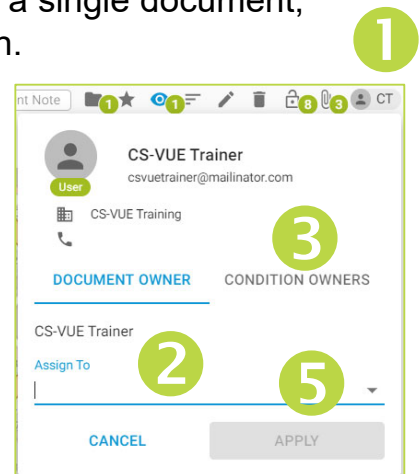 a single document,
n.
1
nt Note 1 1 8 3 CT
CS-VUE Trainer
User
csvuetrainer@mailinator.com
CS-VUE Training
3
DOCUMENT OWNER CONDITION OWNERS
CS-VUE Trainer
Assign To
2
5
CANCEL APPLY